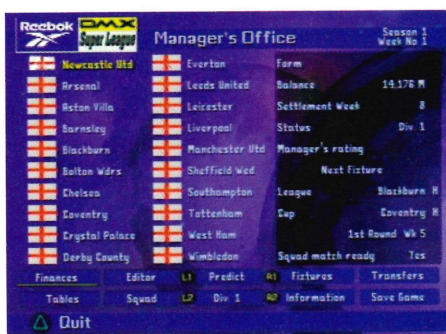 Reebok
DMX
Super League
Manager's Office
Season 1
Week No 1
Newcastle Utd
Arsenal
Aston Villa
Barnsley
Blackburn
Bolton Wdrs
Chelsea
Coventry
Crystal Palace
Derby County
Everton
Leeds United
Leicester
Liverpool
Manchester Utd
Sheffield Wed
Southampton
Tottenham
West Ham
Wimbledon
Form
Balance 14.176 M
Settlement Week 8
Status Div 1
Manager's rating
Next Fixture
League Blackburn H
Cup Coventry H
1st Round Wk 5
Squad match ready Yes
Finances Editor L1 Predict R1 Fixtures Transfers
Tables Squad L2 Div 1 R2 Information Save Game
Quit